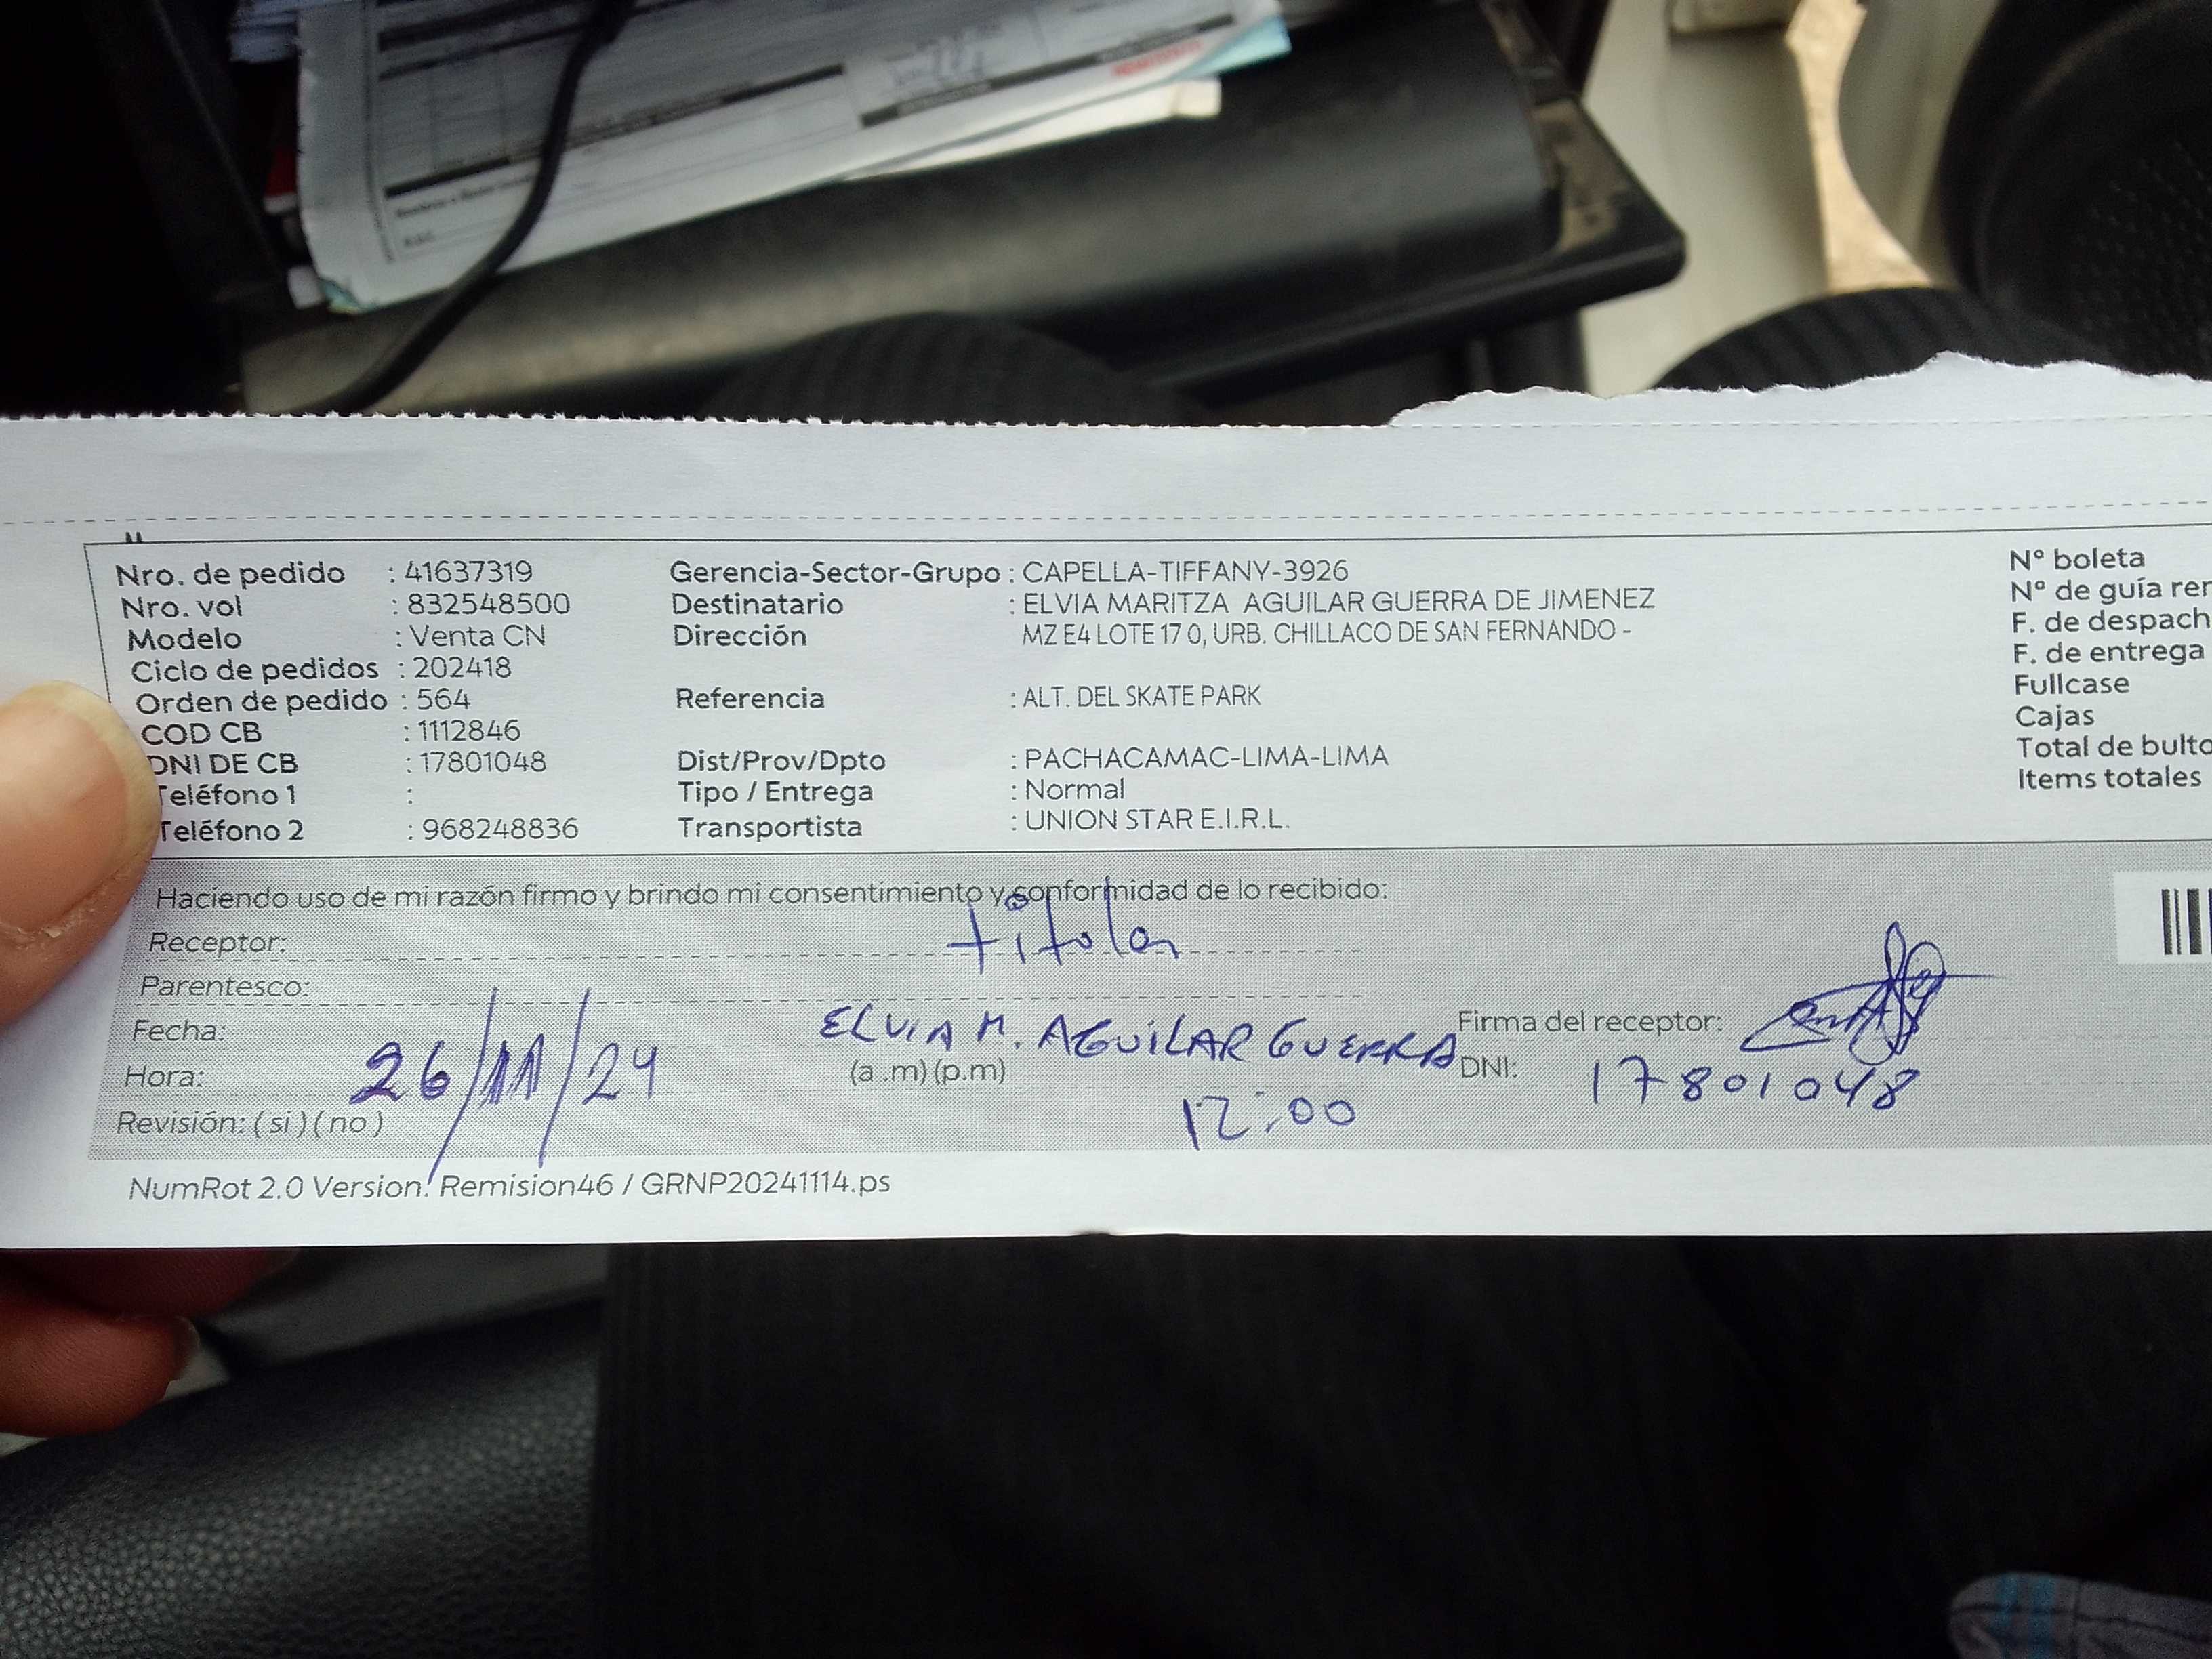 Nro. de pedido : 41637319
Nro. vol : 832548500
Modelo : Venta CN
Ciclo de pedidos : 202418
Orden de pedido : 564
COD CB : 1112846
DNI DE CB : 17801048
Teléfono 1 :
Teléfono 2 : 968248836
Gerencia-Sector-Grupo : CAPELLA-TIFFANY-3926
Destinatario : ELVIA MARITZA AGUILAR GUERRA DE JIMENEZ
Dirección MZ E4 LOTE 17 0, URB. CHILLACO DE SAN FERNANDO -
Referencia : ALT. DEL SKATE PARK
Dist/Prov/Dpto : PACHACAMAC-LIMA-LIMA
Tipo / Entrega : Normal
Transportista : UNION STAR E.I.R.L.
N° boleta
N° de guía
F. de
F. de entrega
Fullcase
Cajas
Total de
Items totales
Haciendo uso de mi razón firmo y brindo mi consentimiento y conformidad de lo recibido:
Receptor: titular
Parentesco:
Fecha: 26/11/24
ELVIA M. AGUILAR GUERRA
Firma del receptor:
Hora: (a .m) (p.m) 12:00
DNI: 17801048
Revisión: ( si ) ( no )
NumRot 2.0 Version: Remision46 / GRNP20241114.ps